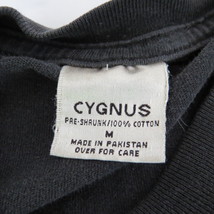 CYGNUS
PRE-SHRUNK/100% COTTON
M
MADE IN PAKISTAN
OVER FOR CARE